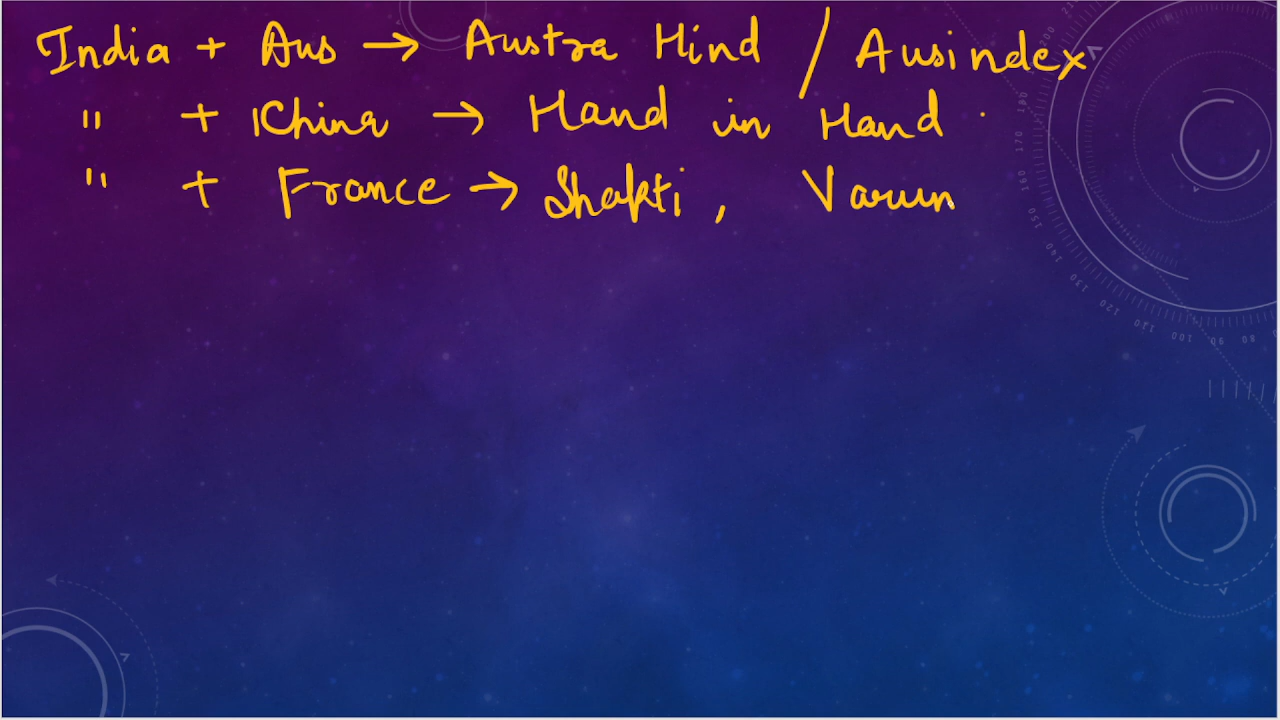 India + Aus → Austra Hind / Ausindex
" + China → Hand in Hand
" + France → Shakti, Varun